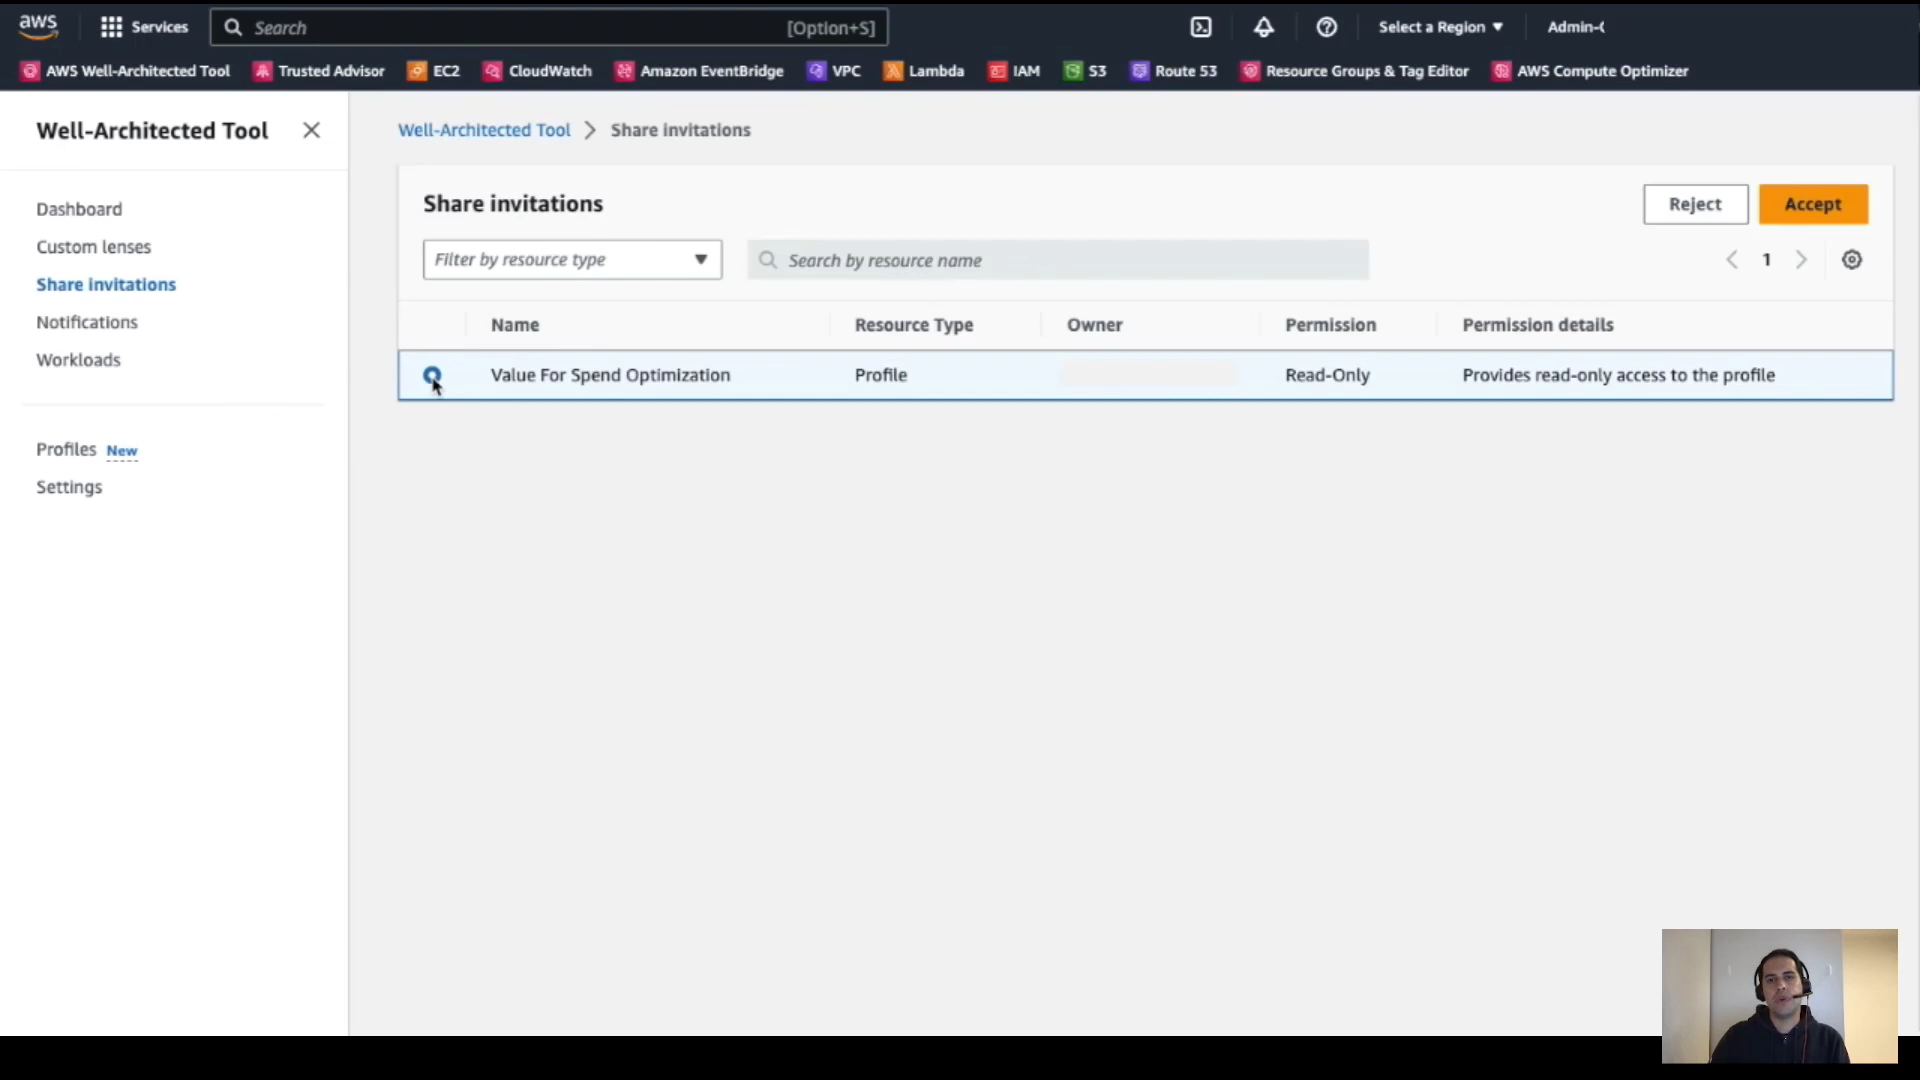 aws Services Search [Option+S] Select a Region Admin-
AWS Well-Architected Tool Trusted Advisor EC2 CloudWatch Amazon EventBridge VPC Lambda IAM S3 Route 53 Resource Groups & Tag Editor AWS Compute Optimizer
Well-Architected Tool
Dashboard
Custom lenses
Share invitations
Notifications
Workloads
Profiles New
Settings
Well-Architected Tool > Share invitations
Share invitations
Reject Accept
Filter by resource type Search by resource name 1
Name Resource Type Owner Permission Permission details
Value For Spend Optimization Profile Read-Only Provides read-only access to the profile